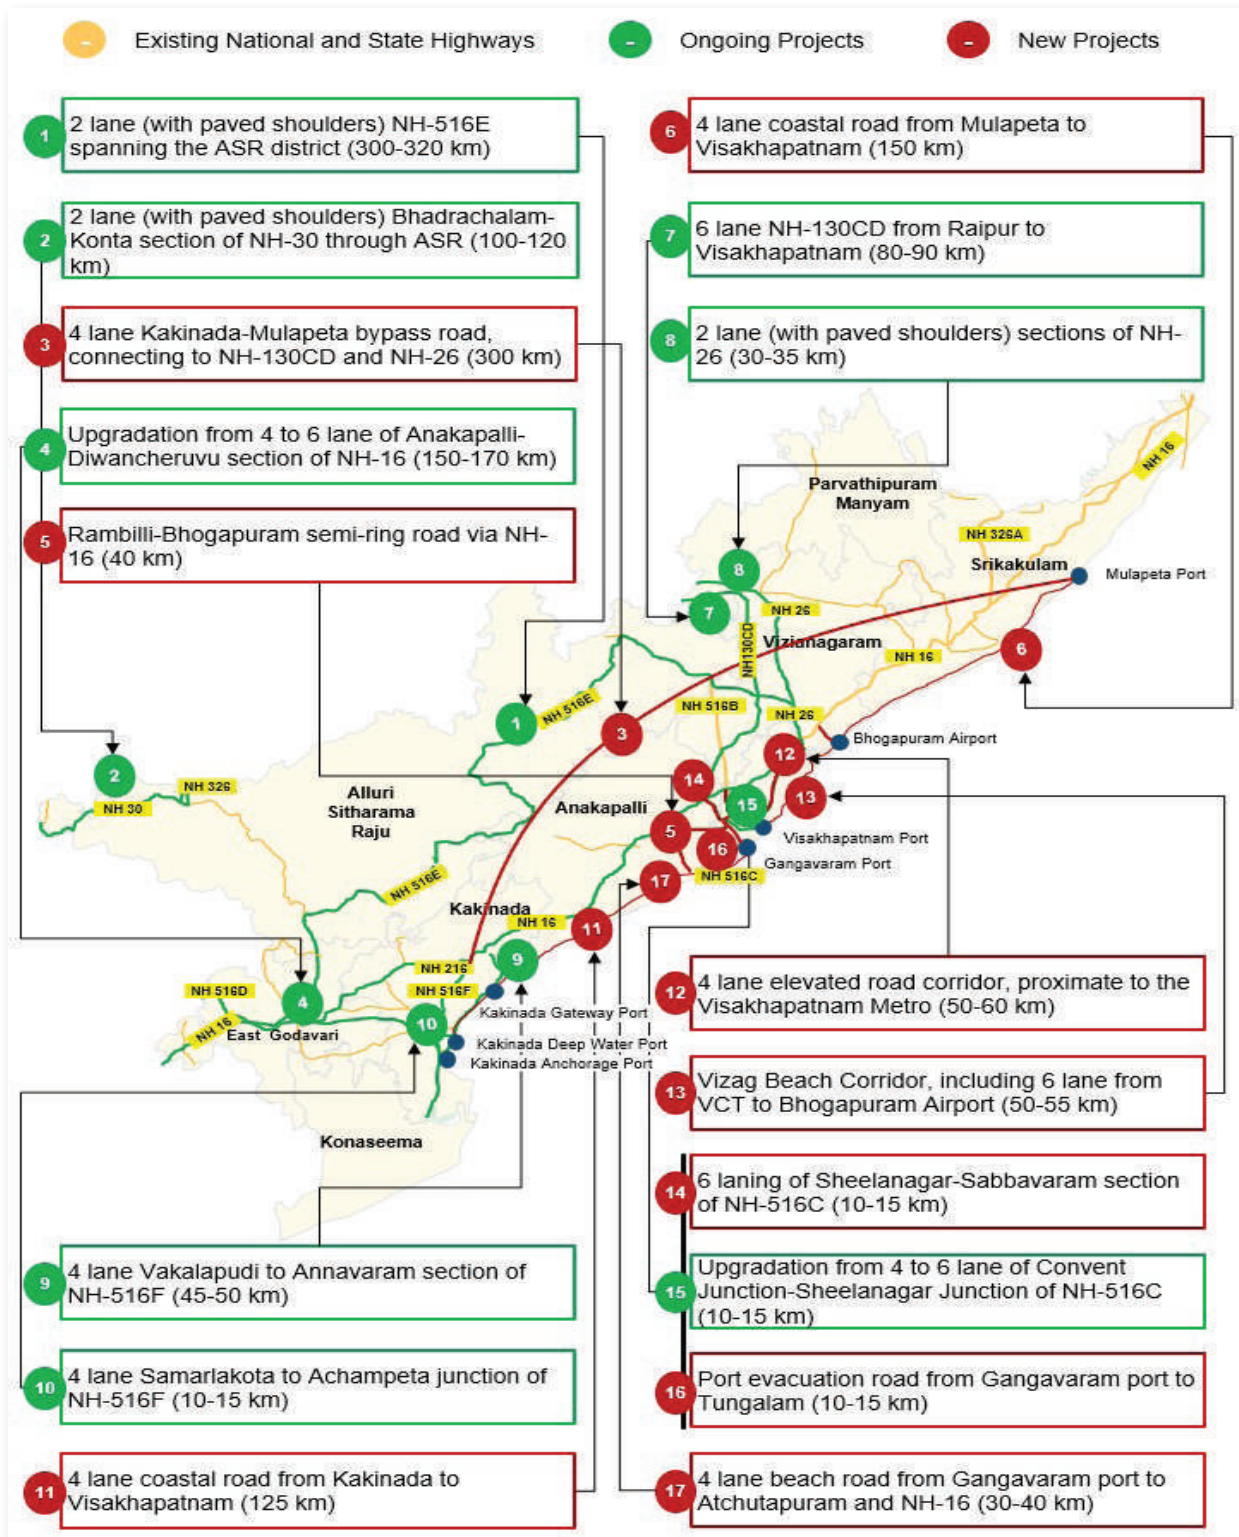 - Existing National and State Highways
- Ongoing Projects
- New Projects
1
2 lane (with paved shoulders) NH-516E
spanning the ASR district (300-320 km)
2
2 lane (with paved shoulders) Bhadrachalam-
Konta section of NH-30 through ASR (100-120
km)
3
4 lane Kakinada-Mulapeta bypass road,
connecting to NH-130CD and NH-26 (300 km)
4
Upgradation from 4 to 6 lane of Anakapalli-
Diwancheruvu section of NH-16 (150-170 km)
5
Rambilli-Bhogapuram semi-ring road via NH-
16 (40 km)
6
4 lane coastal road from Mulapeta to
Visakhapatnam (150 km)
7
6 lane NH-130CD from Raipur to
Visakhapatnam (80-90 km)
8
2 lane (with paved shoulders) sections of NH-
26 (30-35 km)
NH 16
Parvathipuram
Manyam
NH 326A
Srikakulam
Mulapeta Port
8
7
NH 26
NH130CD
Vizianagaram
NH 16
6
NH 516E
1
3
NH 516B
NH 26
Bhogapuram Airport
12
2
NH 326
NH 30
Alluri
Sitharama
Raju
14
13
15
Anakapalli
5
16
Visakhapatnam Port
Gangavaram Port
NH 516C
17
NH 516E
Kakinada
NH 16
11
9
NH 216
NH 516F
NH 516D
4
NH 16
East Godavari
10
Kakinada Gateway Port
Kakinada Deep Water Port
Kakinada Anchorage Port
Konaseema
12
4 lane elevated road corridor, proximate to the
Visakhapatnam Metro (50-60 km)
13
Vizag Beach Corridor, including 6 lane from
VCT to Bhogapuram Airport (50-55 km)
14
6 laning of Sheelanagar-Sabbavaram section
of NH-516C (10-15 km)
15
Upgradation from 4 to 6 lane of Convent
Junction-Sheelanagar Junction of NH-516C
(10-15 km)
16
Port evacuation road from Gangavaram port to
Tungalam (10-15 km)
17
4 lane beach road from Gangavaram port to
Atchutapuram and NH-16 (30-40 km)
9
4 lane Vakalapudi to Annavaram section of
NH-516F (45-50 km)
10
4 lane Samarlakota to Achampeta junction of
NH-516F (10-15 km)
11
4 lane coastal road from Kakinada to
Visakhapatnam (125 km)